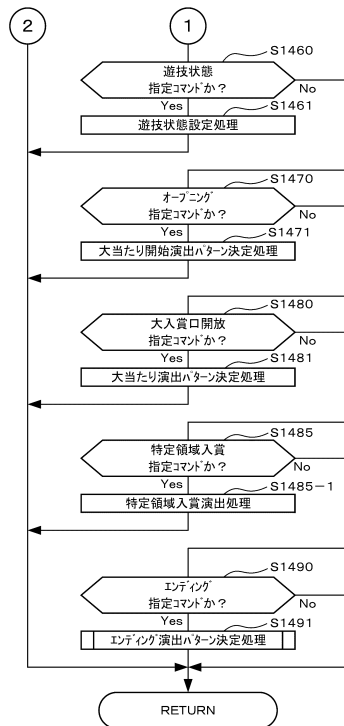 2
1
S1460
遊技状態
指定コマンドか?
No
Yes
S1461
遊技状態設定処理
S1470
オープニング
指定コマンドか?
No
Yes
S1471
大当たり開始演出パターン決定処理
S1480
大入賞口開放
指定コマンドか?
No
Yes
S1481
大当たり演出パターン決定処理
S1485
特定領域入賞
指定コマンドか?
No
Yes
S1485-1
特定領域入賞演出処理
S1490
エンディング
指定コマンドか?
No
Yes
S1491
エンディング演出パターン決定処理
RETURN